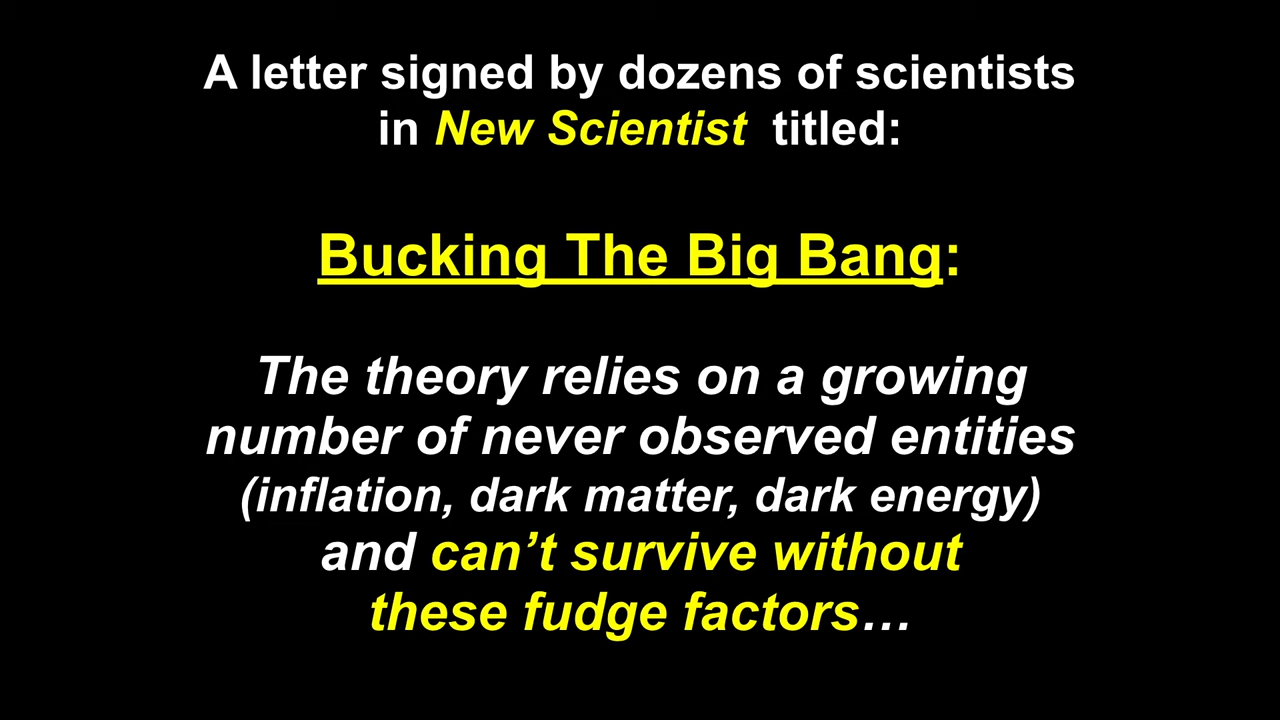 A letter signed by dozens of scientists
in New Scientist titled:
Bucking The Big Bang:
The theory relies on a growing
number of never observed entities
(inflation, dark matter, dark energy)
and can’t survive without
these fudge factors…